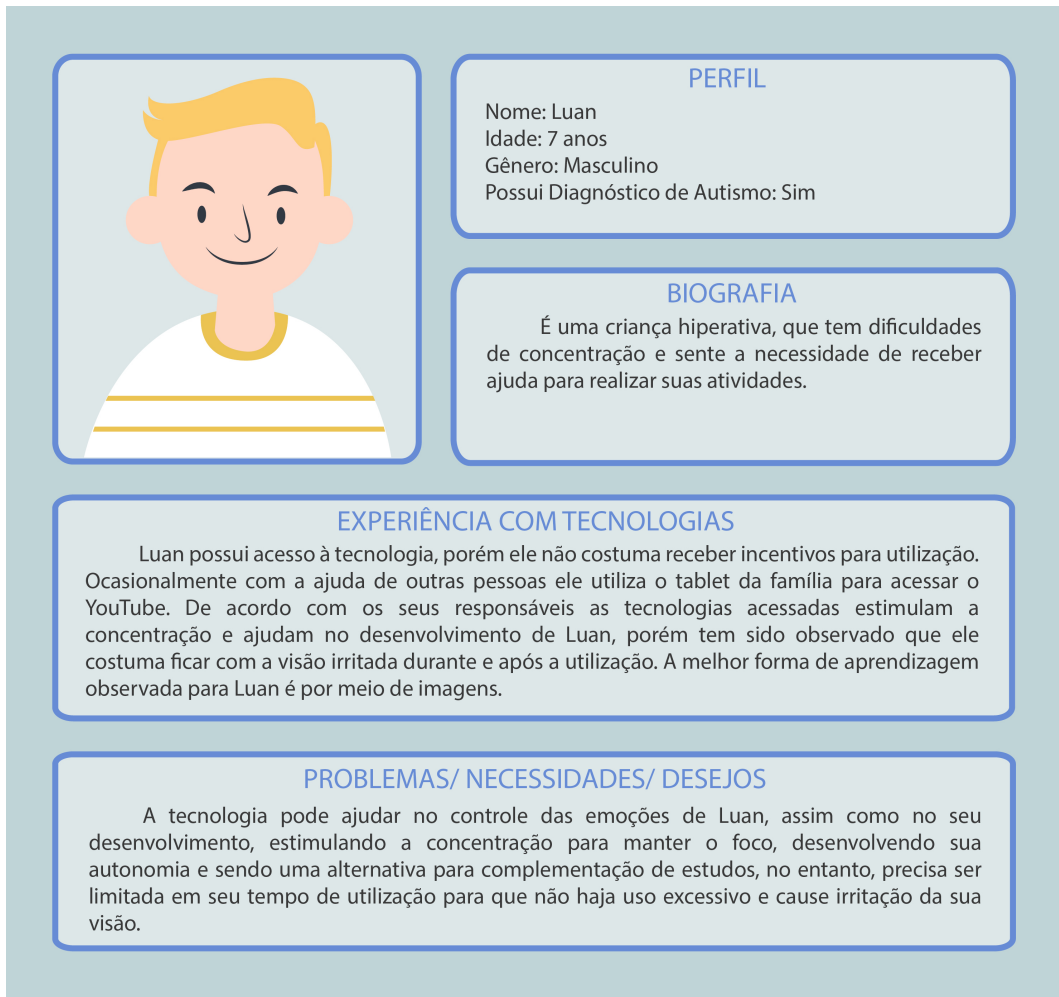 PERFIL
Nome: Luan
Idade: 7 anos
Gênero: Masculino
Possui Diagnóstico de Autismo: Sim
BIOGRAFIA
É uma criança hiperativa, que tem dificuldades
de concentração e sente a necessidade de receber
ajuda para realizar suas atividades.
EXPERIÊNCIA COM TECNOLOGIAS
Luan possui acesso à tecnologia, porém ele não costuma receber incentivos para utilização.
Ocasionalmente com a ajuda de outras pessoas ele utiliza o tablet da família para acessar o
YouTube. De acordo com os seus responsáveis as tecnologias acessadas estimulam a
concentração e ajudam no desenvolvimento de Luan, porém tem sido observado que ele
costuma ficar com a visão irritada durante e após a utilização. A melhor forma de aprendizagem
observada para Luan é por meio de imagens.
PROBLEMAS/ NECESSIDADES/ DESEJOS
A tecnologia pode ajudar no controle das emoções de Luan, assim como no seu
desenvolvimento, estimulando a concentração para manter o foco, desenvolvendo sua
autonomia e sendo uma alternativa para complementação de estudos, no entanto, precisa ser
limitada em seu tempo de utilização para que não haja uso excessivo e cause irritação da sua
visão.